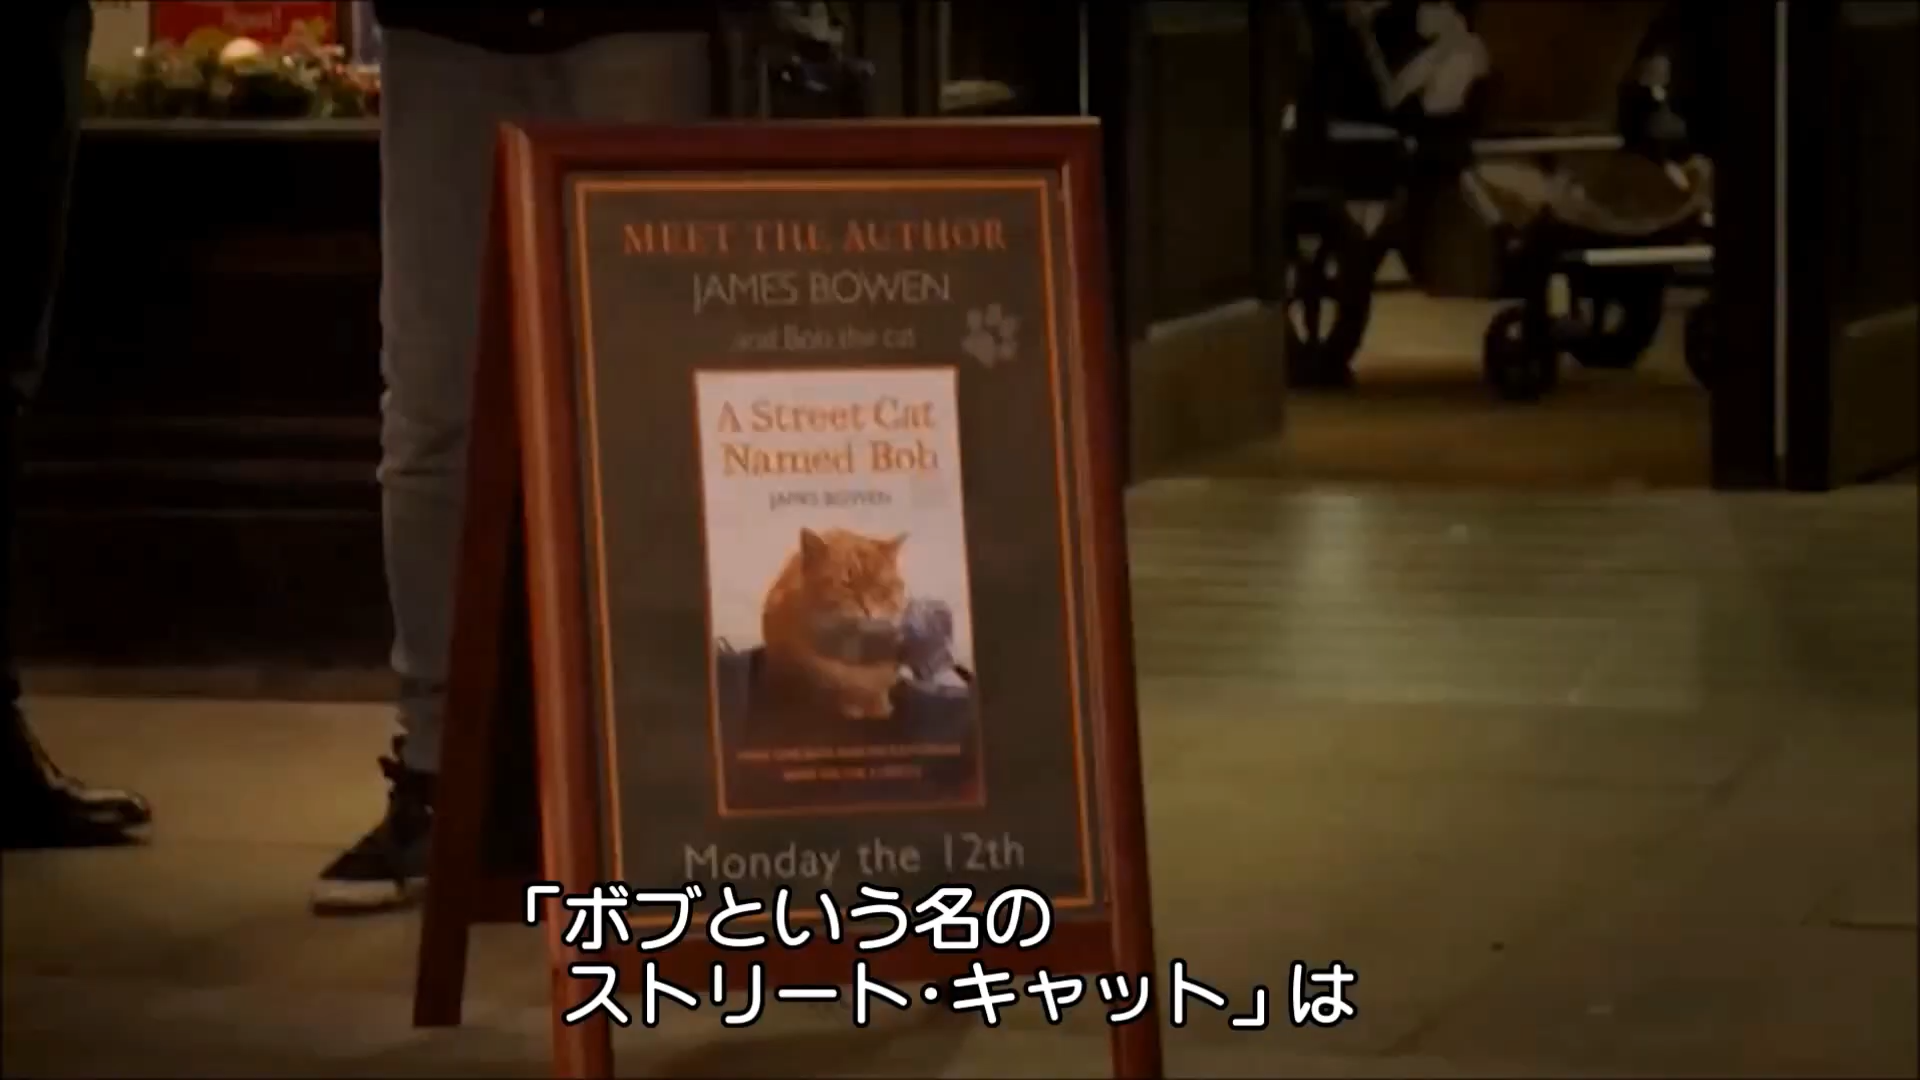 MEET THE AUTHOR
JAMES BOWEN
and Bob the cat
A Street Cat
Named Bob
JAMES BOWEN
Monday the 12th
「ボブという名の
ストリート・キャット」は